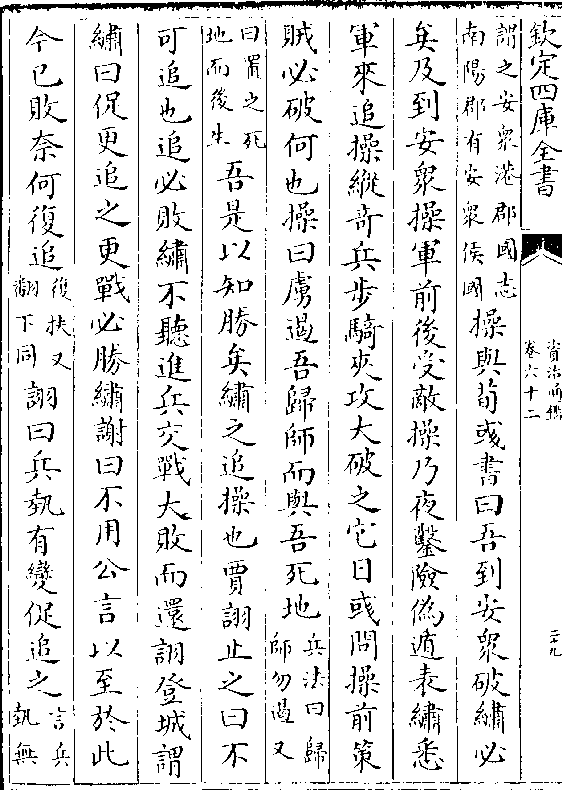 欽定四庫全書
資治通鑑
卷六十二
二十九
謂之安衆港郡國志
南陽郡有安衆侯國
操與荀彧書曰吾到安衆破繡必
矣及到安衆操軍前後受敵操乃夜鑿險偽遁表繡悉
軍來追操縱奇兵步騎夾攻大破之它日彧問操前策
賊必破何也操曰虜遏吾歸師而與吾死地
兵法曰歸
師勿遏又
曰置之死
地而後生
吾是以知勝矣繡之追操也賈詡止之曰不
可追也追必敗繡不聽進兵交戰大敗而還詡登城謂
繡曰促更追之更戰必勝繡謝曰不用公言以至於此
今已敗奈何復追
復扶又
翻下同
詡曰兵埶有變促追之
言兵
埶無